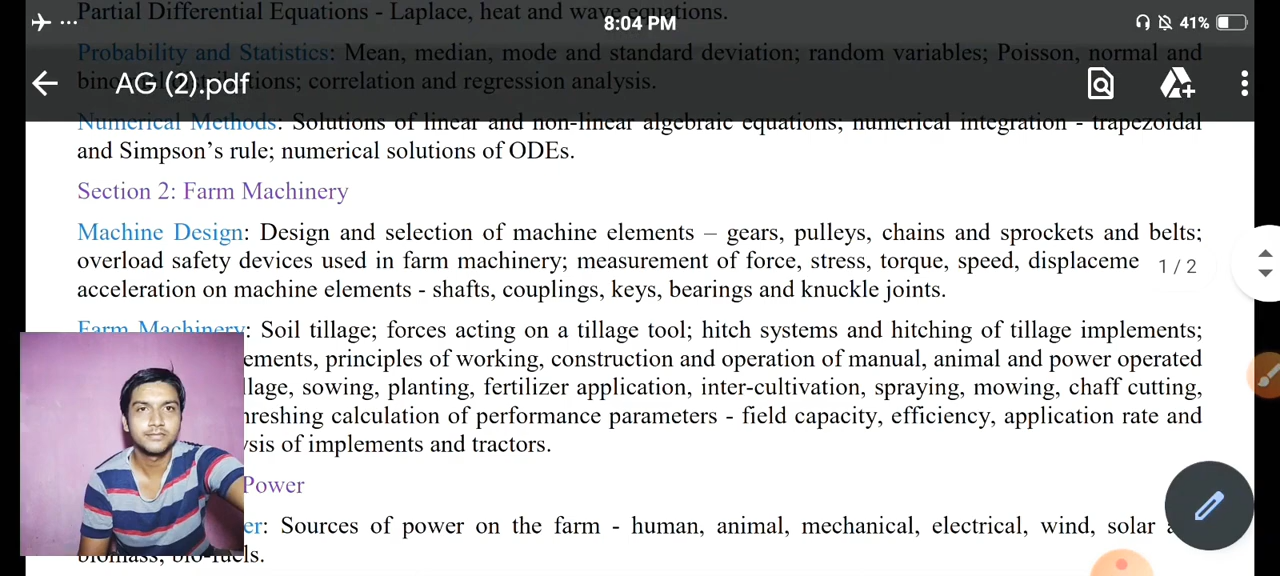 Partial Differential Equations - Laplace, heat and wave equations.
8:04 PM
41%
Probability and Statistics: Mean, median, mode and standard deviation; random variables; Poisson, normal and
AG (2).pdf
correlation and regression analysis.
Numerical Methods: Solutions of linear and non-linear algebraic equations; numerical integration - trapezoidal
and Simpson's rule; numerical solutions of ODEs.
Section 2: Farm Machinery
Machine Design: Design and selection of machine elements – gears, pulleys, chains and sprockets and belts;
overload safety devices used in farm machinery; measurement of force, stress, torque, speed, displaceme
1 / 2
acceleration on machine elements - shafts, couplings, keys, bearings and knuckle joints.
Farm Machinery: Soil tillage; forces acting on a tillage tool; hitch systems and hitching of tillage implements;
ements, principles of working, construction and operation of manual, animal and power operated
llage, sowing, planting, fertilizer application, inter-cultivation, spraying, mowing, chaff cutting,
hreshing calculation of performance parameters - field capacity, efficiency, application rate and
sis of implements and tractors.
Power
er: Sources of power on the farm - human, animal, mechanical, electrical, wind, solar
biomass; bio-fuels.